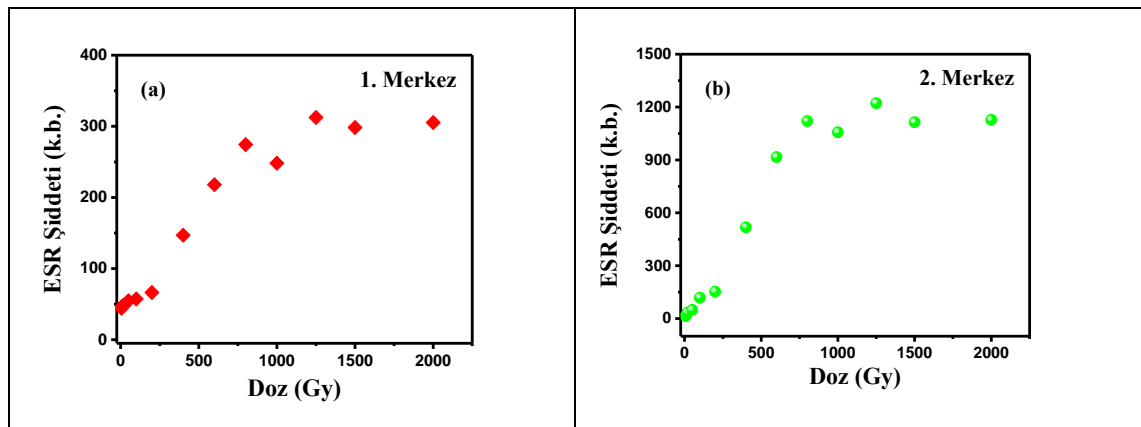 (a)
1. Merkez
ESR Şiddeti (k.b.)
400
300
200
100
0
0 500 1000 1500 2000
Doz (Gy)
(b)
2. Merkez
ESR Şiddeti (k.b.)
1500
1200
900
600
300
0
0 500 1000 1500 2000
Doz (Gy)